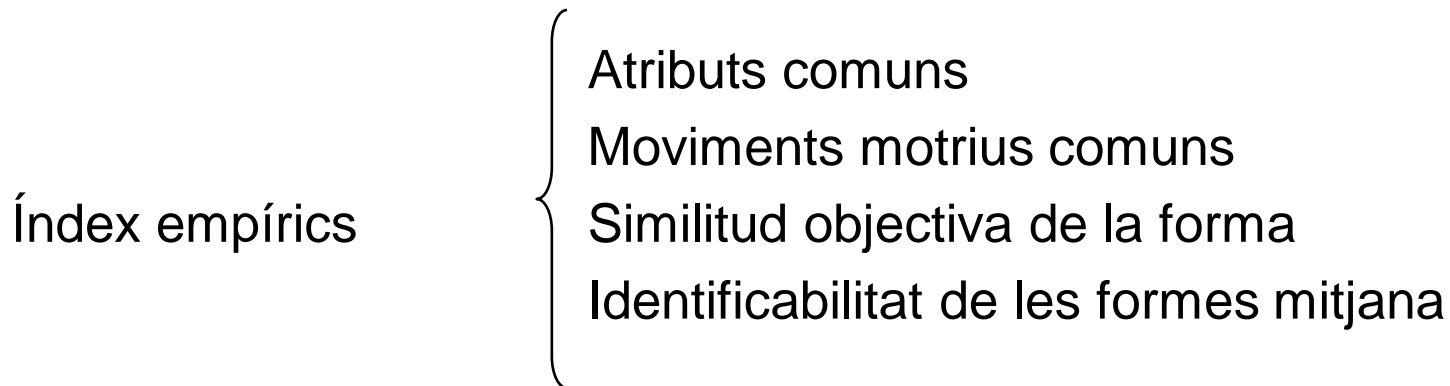 Atributs comuns
Moviments motrius comuns
Índex empírics
Similitud objectiva de la forma
Identificabilitat de les formes mitjana